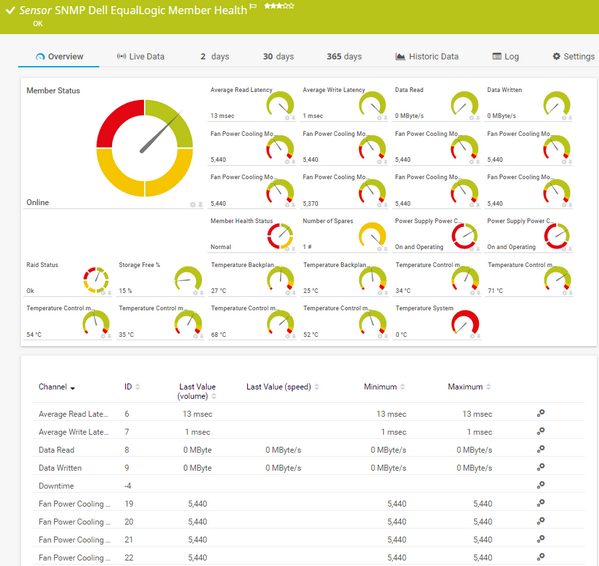 Sensor SNMP Dell EqualLogic Member Health
OK
Overview Live Data 2 days 30 days 365 days Historic Data Log Settings
Member Status
Online
Average Read Latency Average Write Latency Data Read Data Written
13 msec 1 msec 0 MByte/s 0 MByte/s
Fan Power Cooling Mo... Fan Power Cooling Mo... Fan Power Cooling Mo... Fan Power Cooling Mo...
5,440 5,440 5,440 5,440
Fan Power Cooling Mo... Fan Power Cooling Mo... Fan Power Cooling Mo... Fan Power Cooling Mo...
5,440 5,370 5,440 5,440
Member Health Status Number of Spares Power Supply Power C... Power Supply Power C...
Normal 1 # On and Operating On and Operating
Raid Status Storage Free % Temperature Backplan... Temperature Backplan... Temperature Control m... Temperature Control m...
Ok 15 % 27 °C 25 °C 34 °C 71 °C
Temperature Control m... Temperature Control m... Temperature Control m... Temperature Control m... Temperature System
54 °C 35 °C 68 °C 52 °C 0 °C
Channel ID Last Value (volume) Last Value (speed) Minimum Maximum
Average Read Late... 6 13 msec 13 msec 13 msec
Average Write Late... 7 1 msec 1 msec 1 msec
Data Read 8 0 MByte 0 MByte/s 0 MByte/s 0 MByte/s
Data Written 9 0 MByte 0 MByte/s 0 MByte/s 0 MByte/s
Downtime -4
Fan Power Cooling ... 19 5,440 5,440 5,440
Fan Power Cooling ... 20 5,440 5,440 5,440
Fan Power Cooling ... 21 5,440 5,440 5,440
Fan Power Cooling ... 22 5,440 5,440 5,440